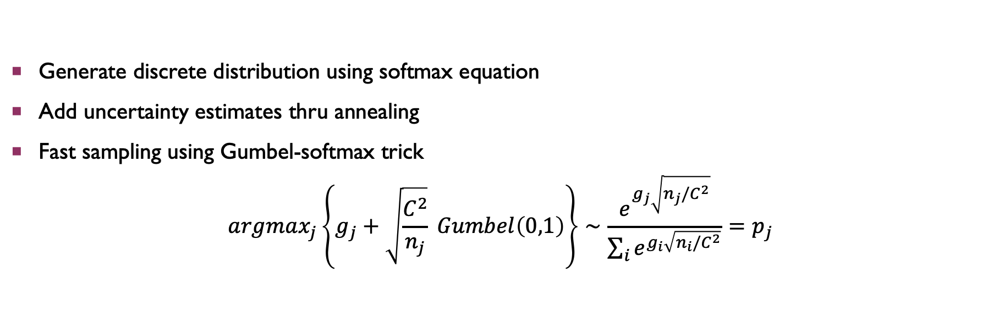 ▪ Generate discrete distribution using softmax equation
▪ Add uncertainty estimates thru annealing
▪ Fast sampling using Gumbel-softmax trick
$argmax_j \left\{ g_j + \sqrt{\frac{C^2}{n_j}} \, Gumbel(0,1) \right\} \sim \frac{e^{g_j \sqrt{n_j/C^2}}}{\sum_i e^{g_i \sqrt{n_i/C^2}}} = p_j$